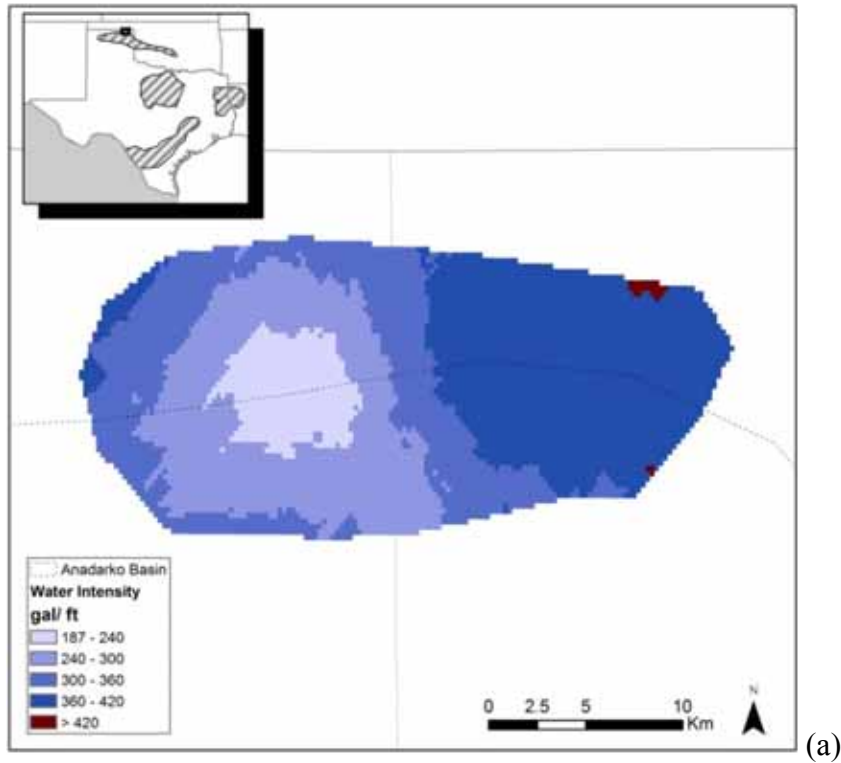 Anadarko Basin
Water Intensity
gal/ ft
187 - 240
240 - 300
300 - 360
360 - 420
> 420
0 2.5 5 10
Km
N
(a)